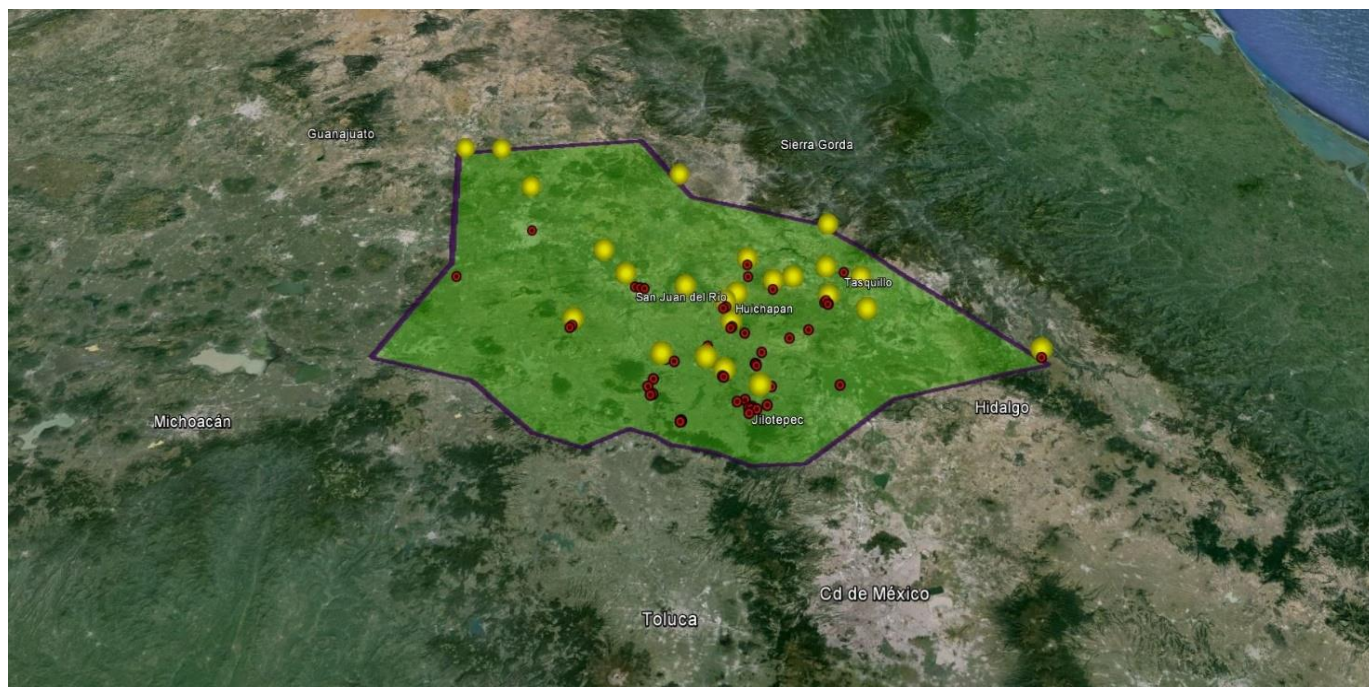 Guanajuato
Sierra Gorda
Tasquillo
San Juan del Río
Huichapan
Michoacán
Hidalgo
Jilotepec
Cd de México
Toluca